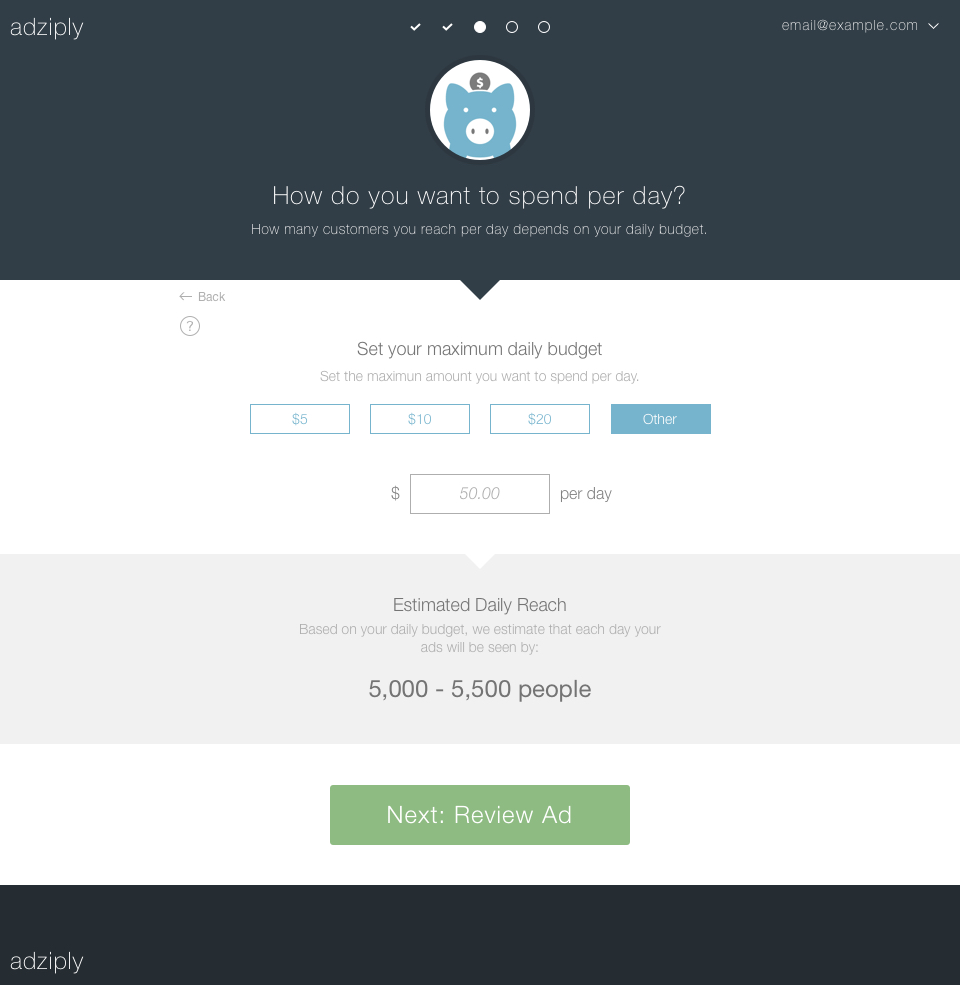 adziply
email@example.com
$
How do you want to spend per day?
How many customers you reach per day depends on your daily budget.
Back
?
Set your maximum daily budget
Set the maximun amount you want to spend per day.
$5 $10 $20 Other
$ 50.00 per day
Estimated Daily Reach
Based on your daily budget, we estimate that each day your
ads will be seen by:
5,000 - 5,500 people
Next: Review Ad
adziply